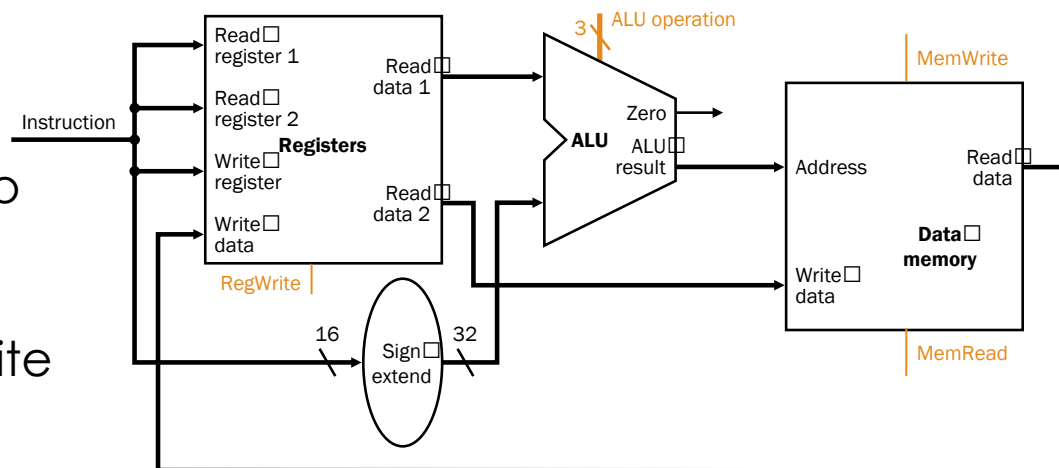 3
ALU operation
Read
register 1
Read
data 1
MemWrite
Read
register 2
Instruction
Zero
Registers
ALU
ALU
result
Write
register
Address
Read
data
Read
data 2
Write
data
Data
memory
RegWrite
Write
data
16
32
Sign
extend
MemRead
ite